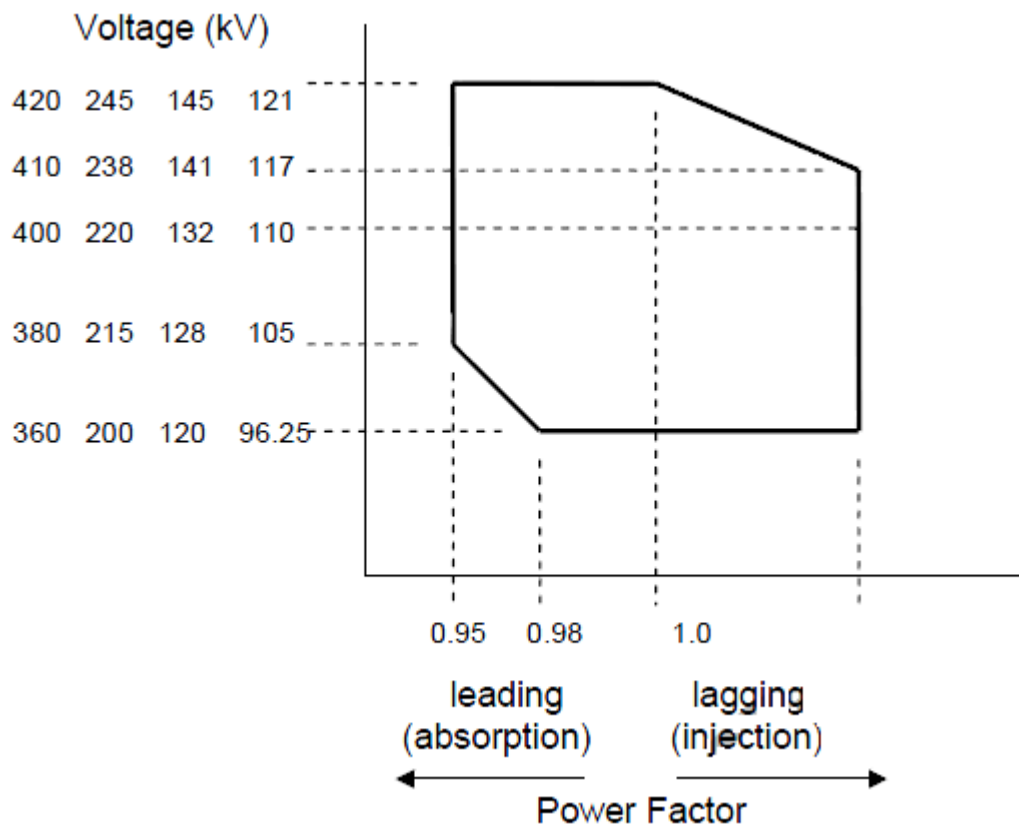 Voltage (kV)
420 245 145 121
410 238 141 117
400 220 132 110
380 215 128 105
360 200 120 96.25
0.95 0.98 1.0
leading lagging
(absorption) (injection)
Power Factor